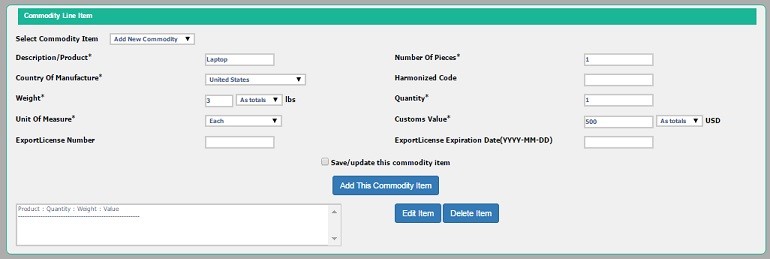 Commodity Line Item
Select Commodity Item Add New Commodity
Description/Product* Laptop Number Of Pieces* 1
Country Of Manufacture* United States Harmonized Code
Weight* 3 As totals lbs Quantity* 1
Unit Of Measure* Each Customs Value* 500 As totals USD
ExportLicense Number ExportLicense Expiration Date(YYYY-MM-DD)
Save/update this commodity item
Add This Commodity Item
Product : Quantity : Weight : Value Edit Item Delete Item
------------------------------------------------------